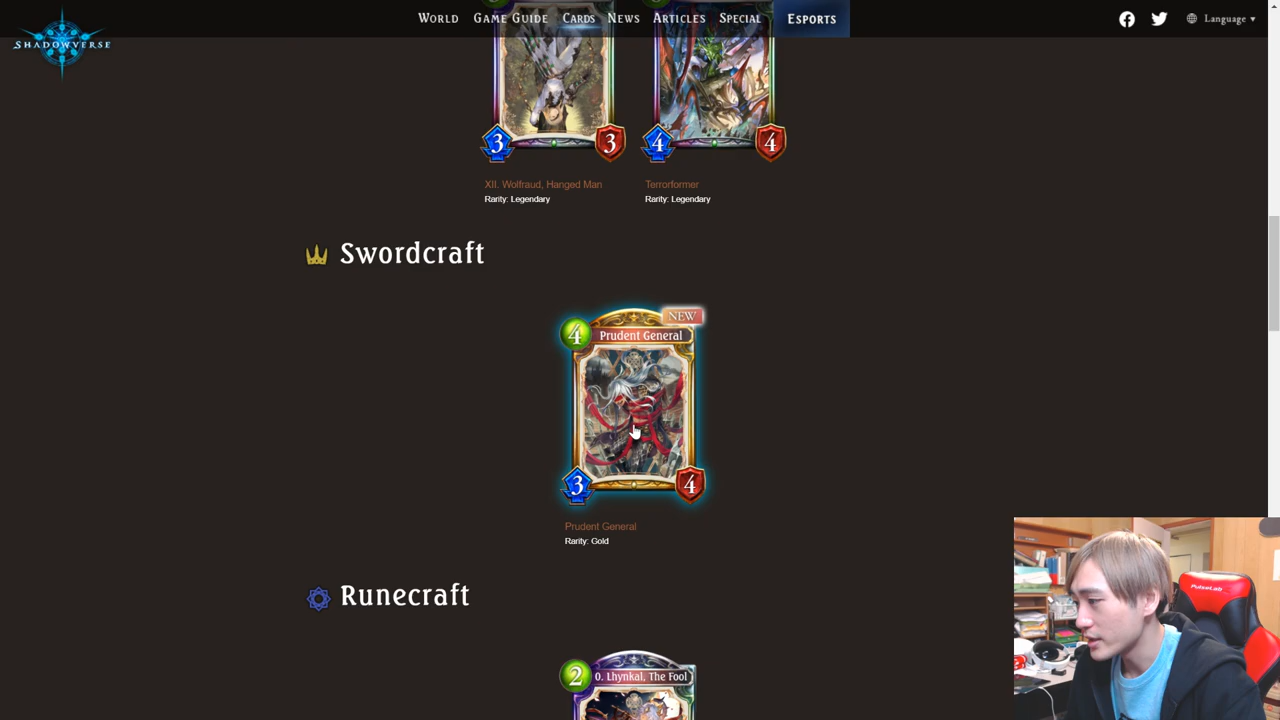 WORLD GAME GUIDE CARDS NEWS ARTICLES SPECIAL ESPORTS Language ▾
SHADOWVERSE
3 3 4 4
XII. Wolfraud, Hanged Man Terrorformer
Rarity: Legendary Rarity: Legendary
Swordcraft
NEW
4 Prudent General
3 4
Prudent General
Rarity: Gold
PulseLab
Runecraft
2 0. Lhynkal, The Fool